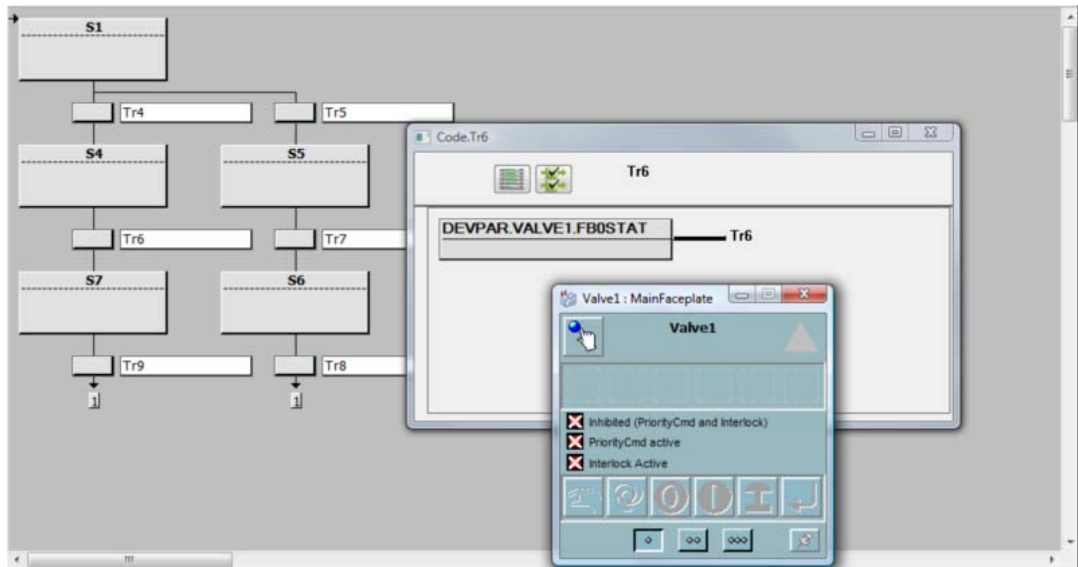 S1
Tr4
Tr5
S4
S5
Tr6
Tr7
S7
S6
Tr9
Tr8
1
1
Code.Tr6
Tr6
DEVPAR.VALVE1.FB0STAT
Tr6
Valve1 : MainFaceplate
Valve1
Inhibited (PriorityCmd and Interlock)
PriorityCmd active
Interlock Active